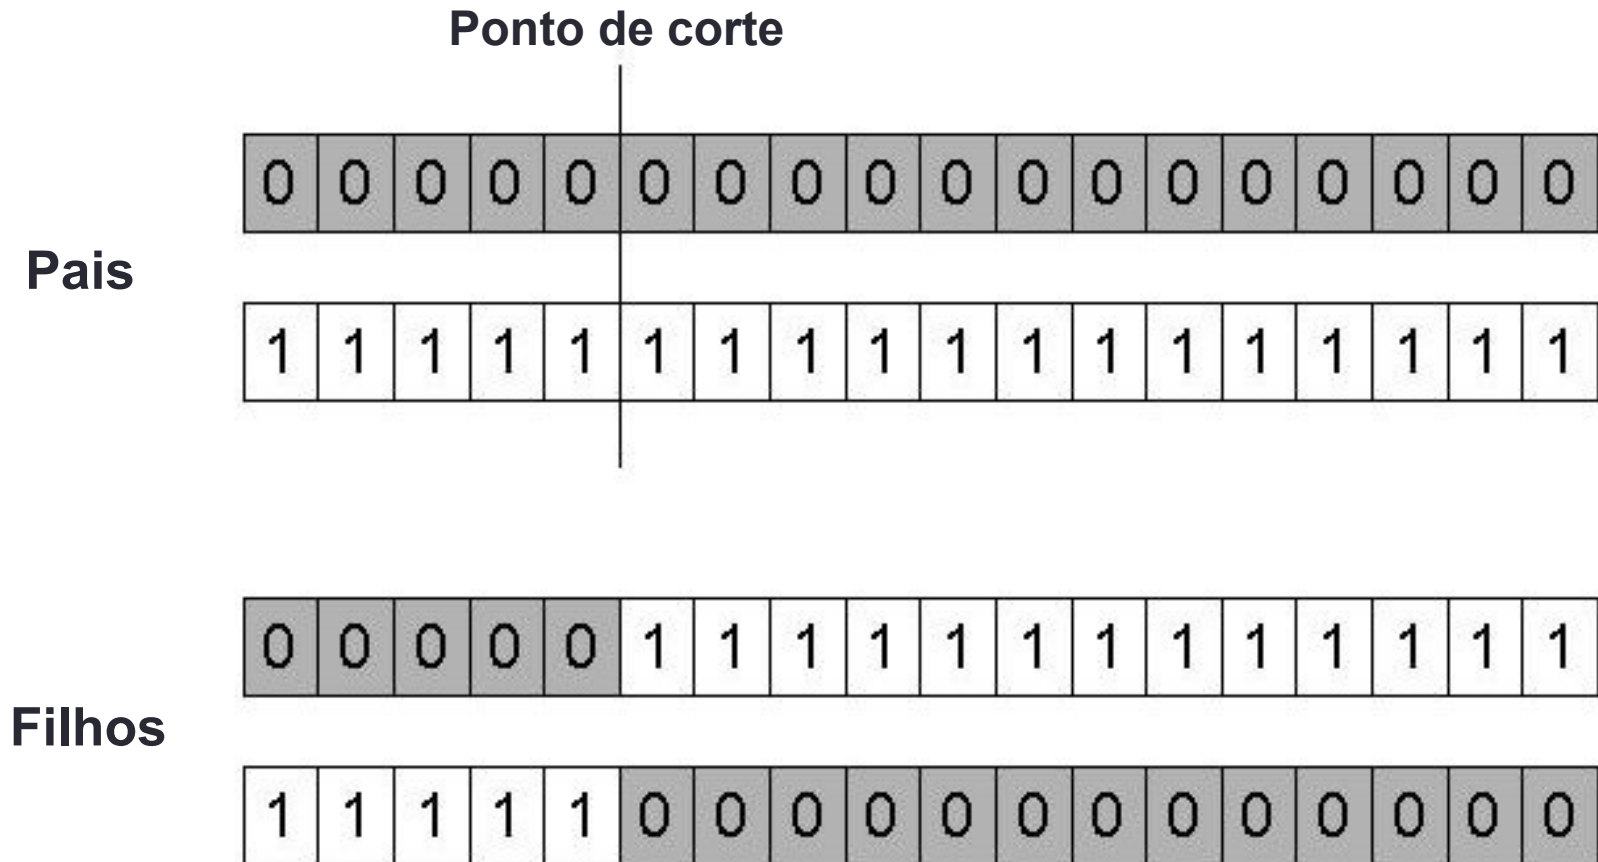 Ponto de corte
0 0 0 0 0 0 0 0 0 0 0 0 0 0 0 0 0 0
Pais
1 1 1 1 1 1 1 1 1 1 1 1 1 1 1 1 1 1
0 0 0 0 0 1 1 1 1 1 1 1 1 1 1 1 1 1
Filhos
1 1 1 1 1 0 0 0 0 0 0 0 0 0 0 0 0 0